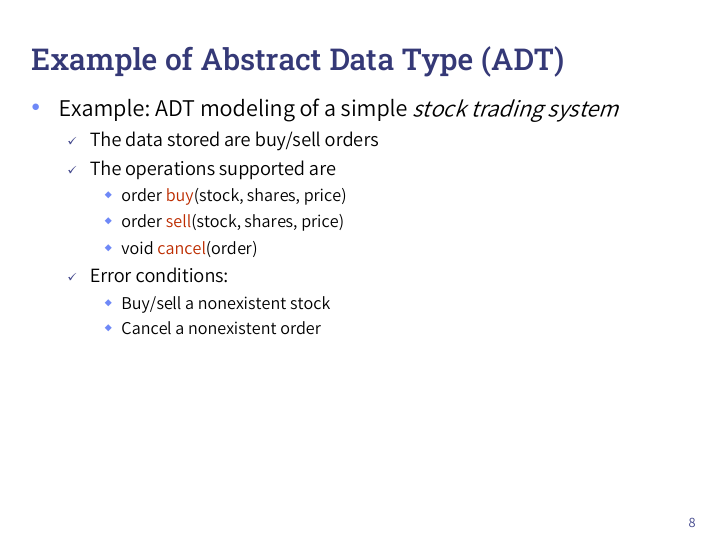 Example of Abstract Data Type (ADT)
• Example: ADT modeling of a simple stock trading system
✓ The data stored are buy/sell orders
✓ The operations supported are
◆ order buy(stock, shares, price)
◆ order sell(stock, shares, price)
◆ void cancel(order)
✓ Error conditions:
◆ Buy/sell a nonexistent stock
◆ Cancel a nonexistent order
8